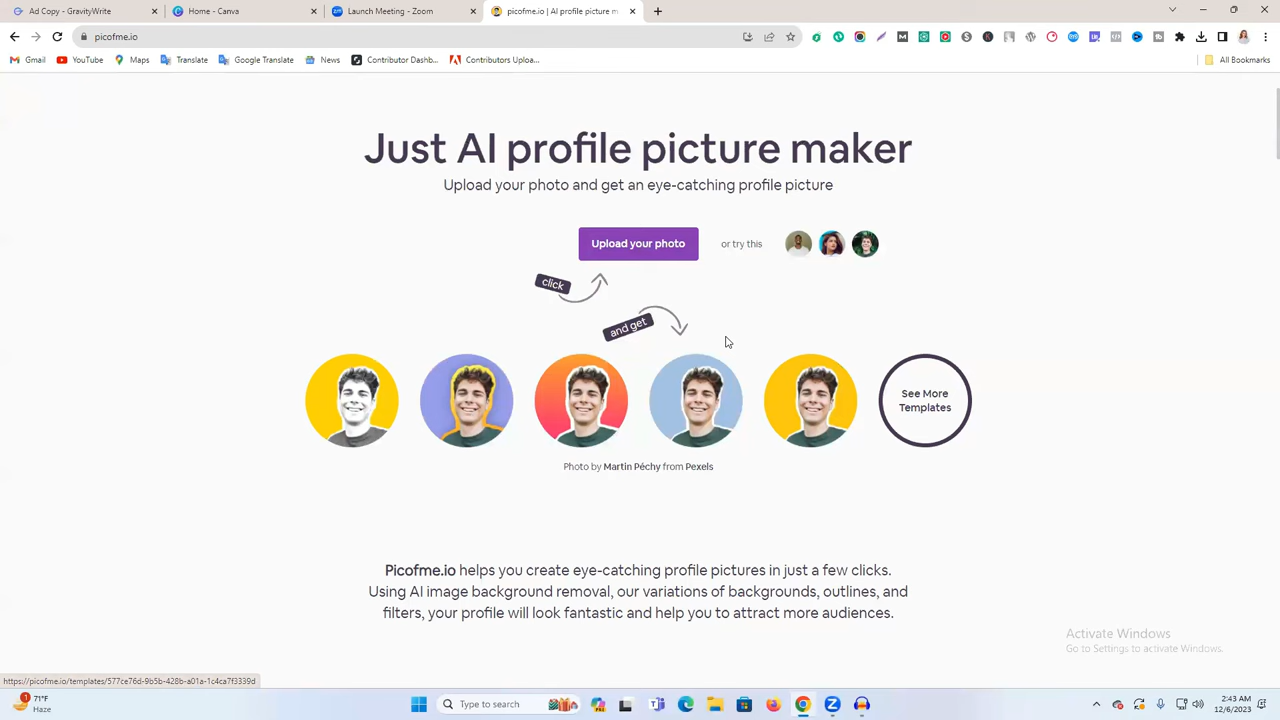 Ad Copy - GravityWrite
Home - Canva
Launch Meeting - Zoom
picofme.io | AI profile picture m
picofme.io
Gmail
YouTube
Maps
Translate
Google Translate
News
Contributor Dashb...
Contributors Uploa...
All Bookmarks
Just AI profile picture maker
Upload your photo and get an eye-catching profile picture
Upload your photo
or try this
click
and get
See More
Templates
Photo by Martin Péchy from Pexels
Picofme.io helps you create eye-catching profile pictures in just a few clicks.
Using AI image background removal, our variations of backgrounds, outlines, and
filters, your profile will look fantastic and help you to attract more audiences.
Activate Windows
Go to Settings to activate Windows.
https://picofme.io/templates/577ce76d-9b5b-428b-a01a-1c4ca7f3339d
1
71°F
Haze
Type to search
2:43 AM
12/6/2023